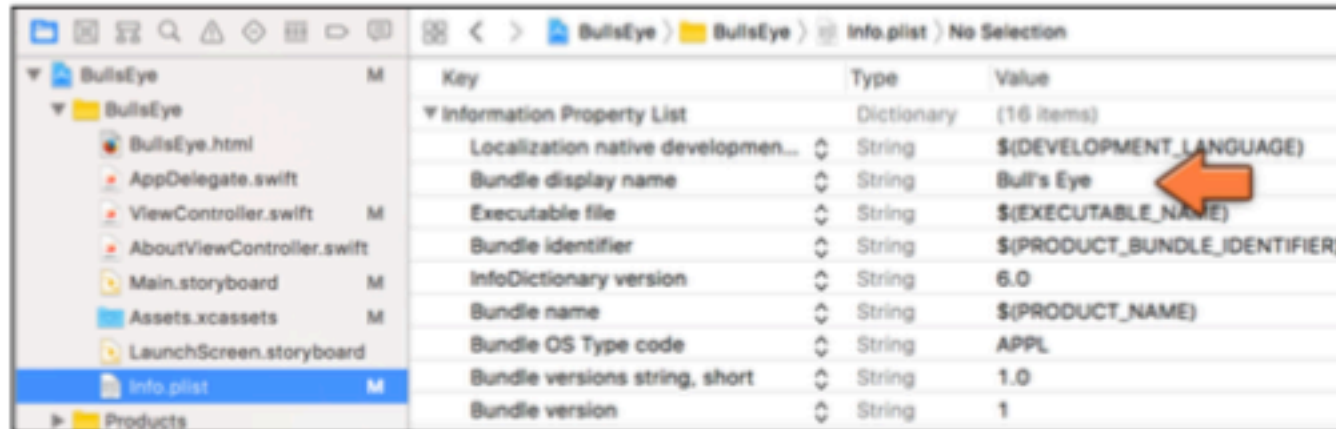 BullsEye M
BullsEye
BullsEye.html
AppDelegate.swift
ViewController.swift M
AboutViewController.swift
Main.storyboard M
Assets.xcassets M
LaunchScreen.storyboard
Info.plist M
Products
BullsEye BullsEye Info.plist No Selection
Key Type Value
Information Property List Dictionary (16 items)
Localization native developmen... String $(DEVELOPMENT_LANGUAGE)
Bundle display name String Bull's Eye
Executable file String $(EXECUTABLE_NAME)
Bundle identifier String $(PRODUCT_BUNDLE_IDENTIFIER)
InfoDictionary version String 6.0
Bundle name String $(PRODUCT_NAME)
Bundle OS Type code String APPL
Bundle versions string, short String 1.0
Bundle version String 1